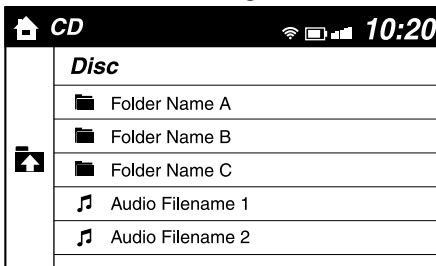 CD 10:20
Disc
Folder Name A
Folder Name B
Folder Name C
Audio Filename 1
Audio Filename 2